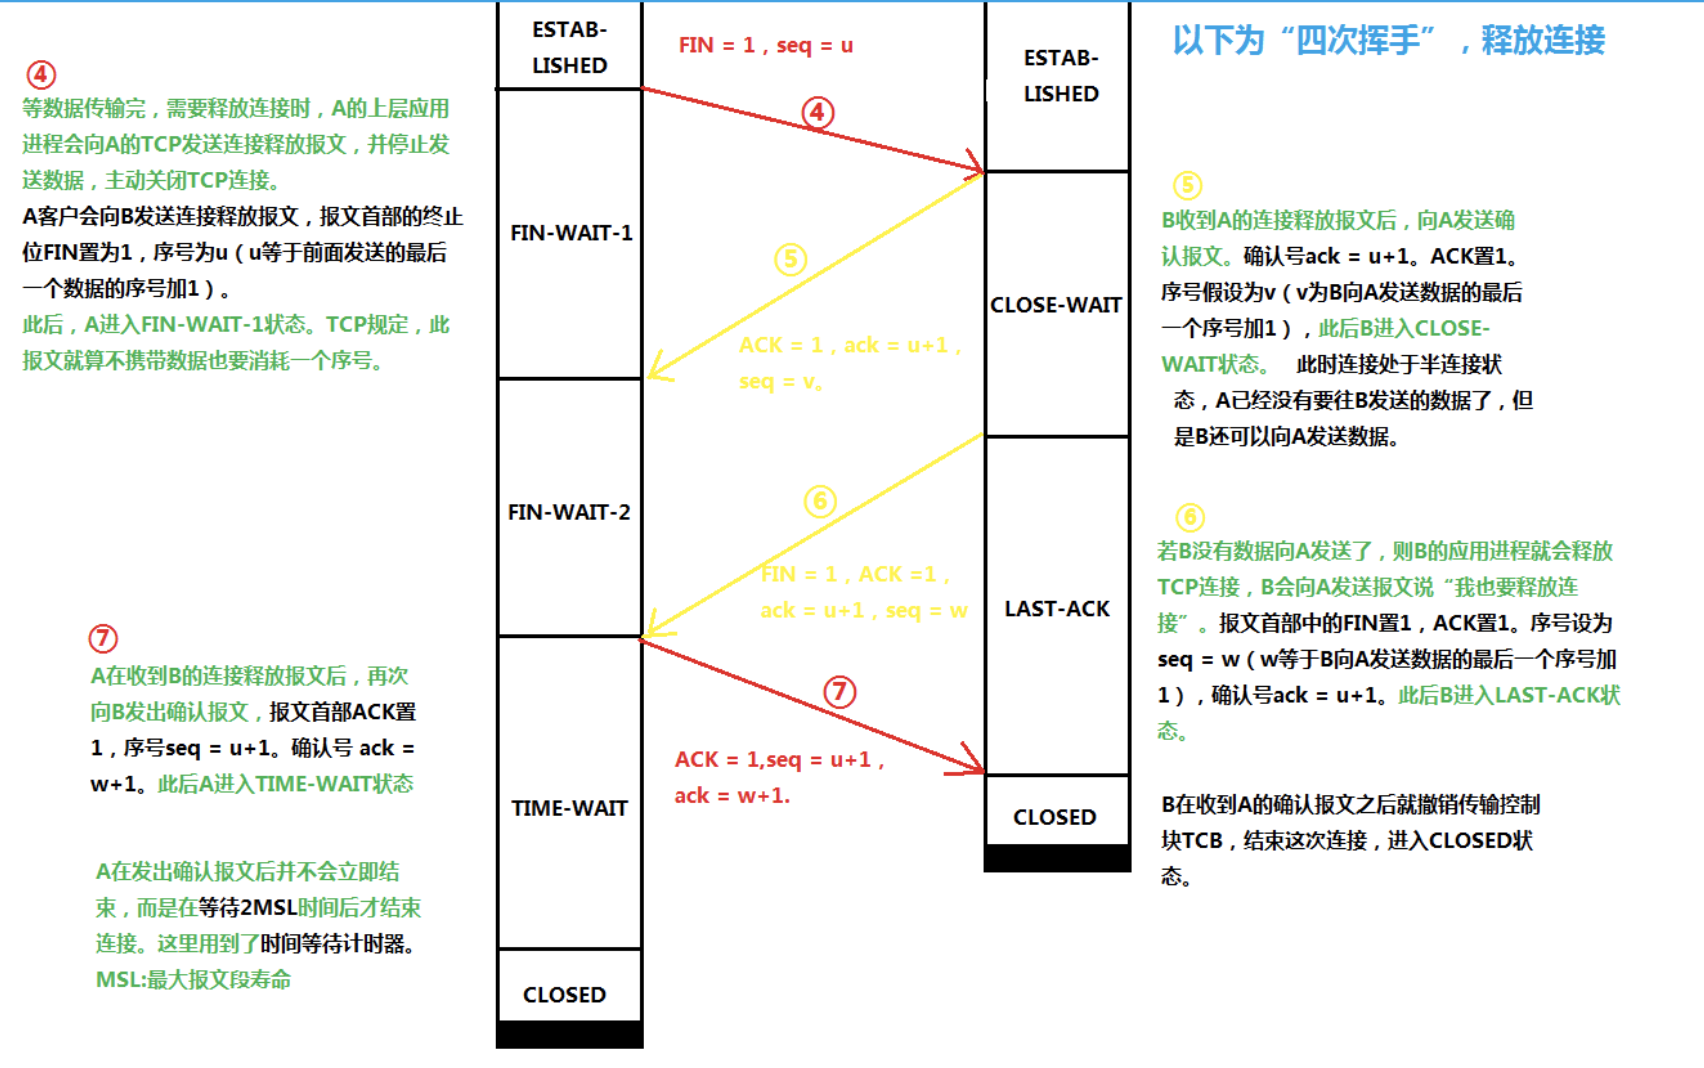 以下为“四次挥手”，释放连接
ESTAB-
LISHED
FIN = 1，seq = u
ESTAB-
LISHED
④
等数据传输完，需要释放连接时，A的上层应用
进程会向A的TCP发送连接释放报文，并停止发
送数据，主动关闭TCP连接。
A客户会向B发送连接释放报文，报文首部的终止
位FIN置为1，序号为u（u等于前面发送的最后
一个数据的序号加1）。
此后，A进入FIN-WAIT-1状态。TCP规定，此
报文就算不携带数据也要消耗一个序号。
④
FIN-WAIT-1
⑤
CLOSE-WAIT
ACK = 1，ack = u+1，
seq = v。
⑤
B收到A的连接释放报文后，向A发送确
认报文。确认号ack = u+1。ACK置1。
序号假设为v（v为B向A发送数据的最后
一个序号加1），此后B进入CLOSE-
WAIT状态。 此时连接处于半连接状
态，A已经没有要往B发送的数据了，但
是B还可以向A发送数据。
FIN-WAIT-2
⑥
FIN = 1，ACK =1，
ack = u+1，seq = w
LAST-ACK
⑥
若B没有数据向A发送了，则B的应用进程就会释放
TCP连接，B会向A发送报文说“我也要释放连
接”。报文首部中的FIN置1，ACK置1。序号设为
seq = w（w等于B向A发送数据的最后一个序号加
1），确认号ack = u+1。此后B进入LAST-ACK状
态。
⑦
A在收到B的连接释放报文后，再次
向B发出确认报文，报文首部ACK置
1，序号seq = u+1。确认号 ack =
w+1。此后A进入TIME-WAIT状态
⑦
ACK = 1,seq = u+1，
ack = w+1.
TIME-WAIT
CLOSED
B在收到A的确认报文之后就撤销传输控制
块TCB，结束这次连接，进入CLOSED状
态。
A在发出确认报文后并不会立即结
束，而是在等待2MSL时间后才结束
连接。这里用到了时间等待计时器。
MSL:最大报文段寿命
CLOSED